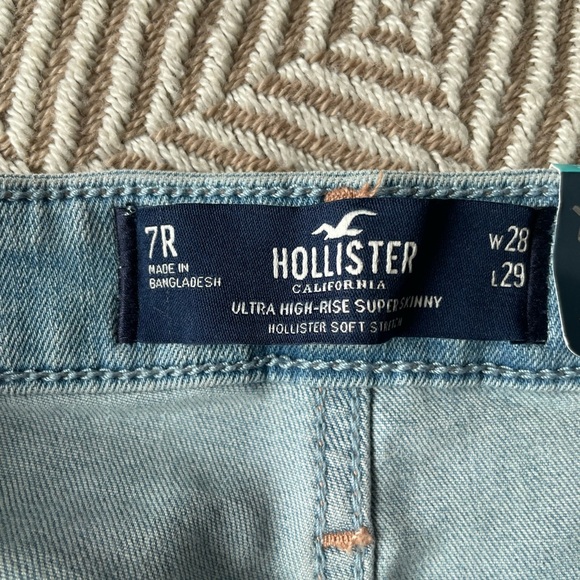 7R
MADE IN
BANGLADESH
HOLLISTER
CALIFORNIA
ULTRA HIGH-RISE SUPER SKINNY
HOLLISTER SOFT STRETCH
W28
L29